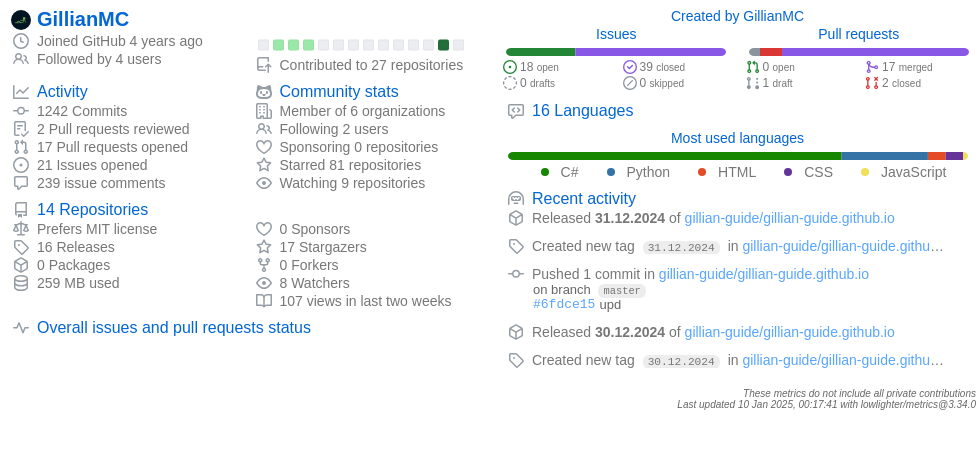 GillianMC
Joined GitHub 4 years ago
Followed by 4 users
Contributed to 27 repositories
Activity
1242 Commits
2 Pull requests reviewed
17 Pull requests opened
21 Issues opened
239 issue comments
Community stats
Member of 6 organizations
Following 2 users
Sponsoring 0 repositories
Starred 81 repositories
Watching 9 repositories
14 Repositories
Prefers MIT license
16 Releases
0 Packages
259 MB used
0 Sponsors
17 Stargazers
0 Forkers
8 Watchers
107 views in last two weeks
Overall issues and pull requests status
Created by GillianMC
Issues
18 open
39 closed
0 drafts
0 skipped
Pull requests
0 open
17 merged
1 draft
2 closed
16 Languages
Most used languages
C# Python HTML CSS JavaScript
Recent activity
Released 31.12.2024 of gillian-guide/gillian-guide.github.io
Created new tag 31.12.2024 in gillian-guide/gillian-guide.githu…
Pushed 1 commit in gillian-guide/gillian-guide.github.io
on branch master
#6fdce15 upd
Released 30.12.2024 of gillian-guide/gillian-guide.github.io
Created new tag 30.12.2024 in gillian-guide/gillian-guide.githu…
These metrics do not include all private contributions
Last updated 10 Jan 2025, 00:17:41 with lowlighter/metrics@3.34.0